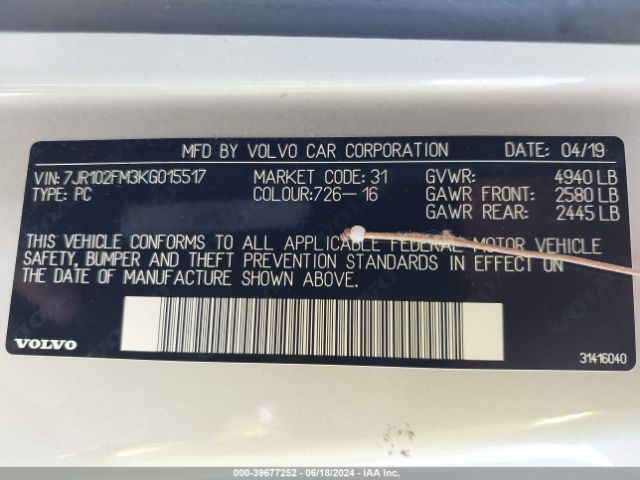 MFD BY VOLVO CAR CORPORATION DATE: 04/19
VIN: 7JR102FM3KG015517 MARKET CODE: 31 GVWR: 4940 LB
TYPE: PC COLOUR: 726-16 GAWR FRONT: 2580 LB
GAWR REAR: 2445 LB
THIS VEHICLE CONFORMS TO ALL APPLICABLE FEDERAL MOTOR VEHICLE
SAFETY, BUMPER AND THEFT PREVENTION STANDARDS IN EFFECT ON
THE DATE OF MANUFACTURE SHOWN ABOVE.
VOLVO 31416040
000-39677252 | 06/18/2024 | IAA Inc.